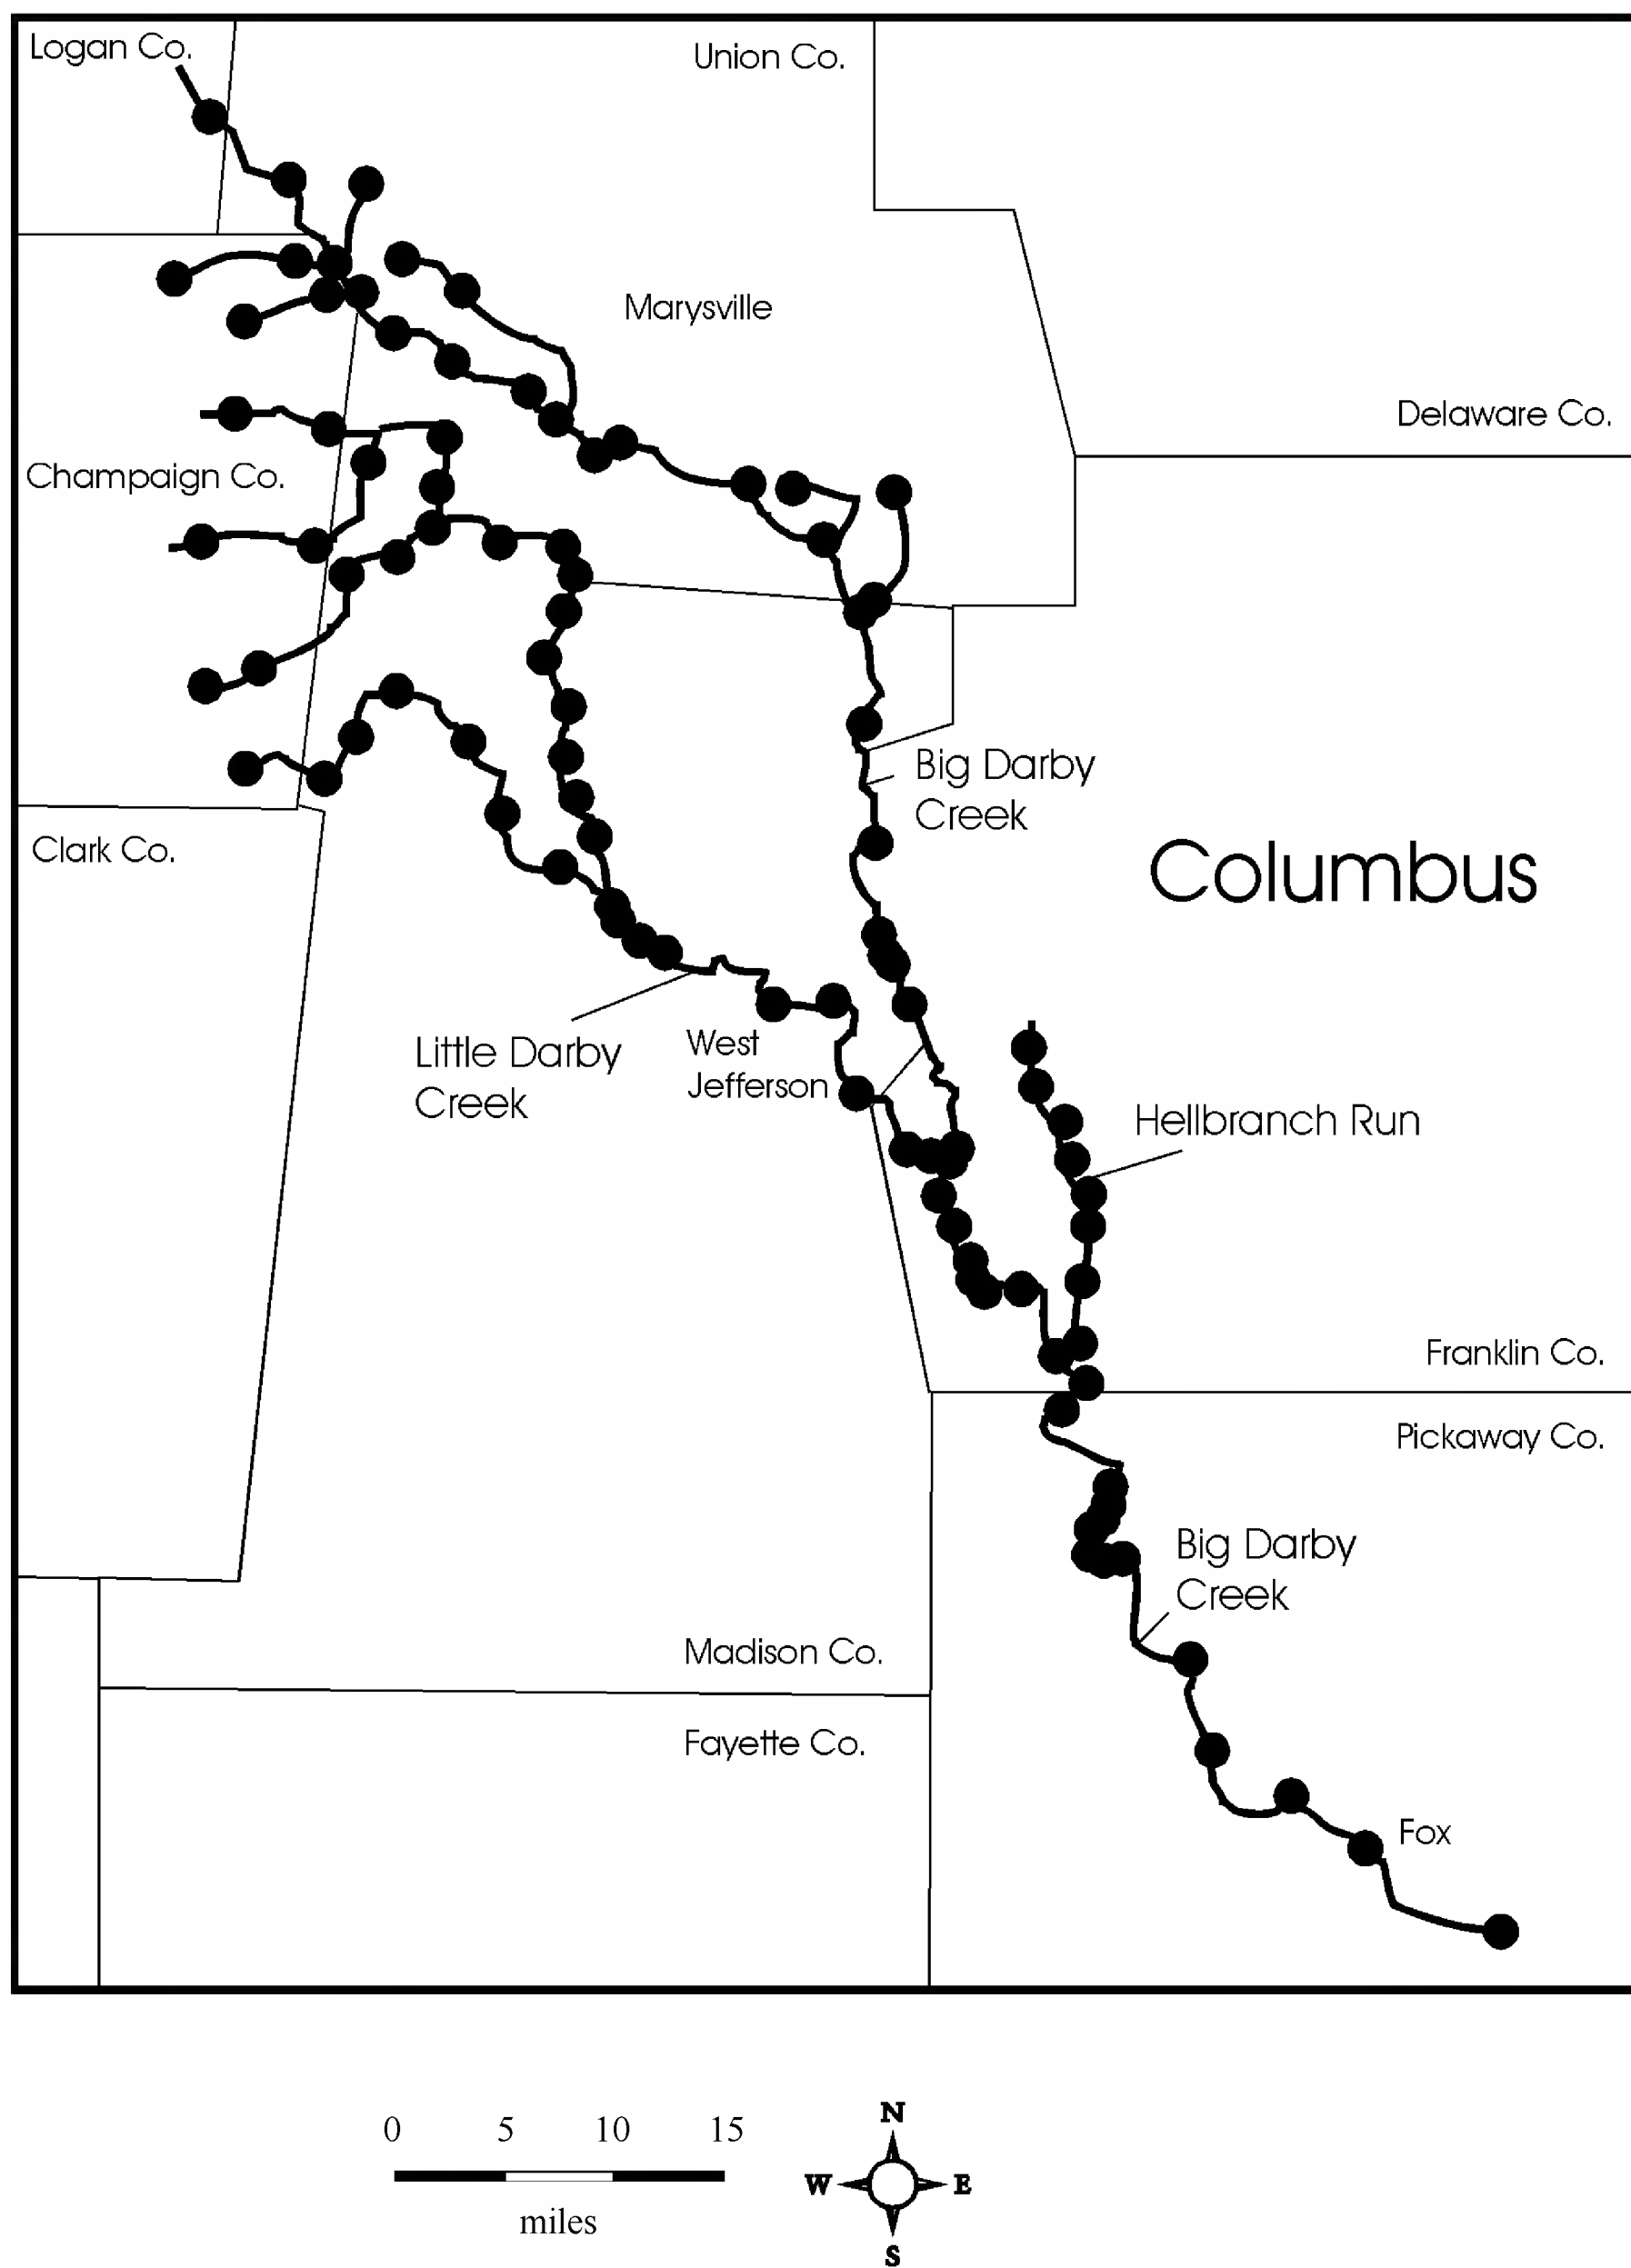 Logan Co.
Union Co.
Marysville
Delaware Co.
Champaign Co.
Big Darby
Creek
Clark Co.
Columbus
Little Darby
Creek
West
Jefferson
Hellbranch Run
Franklin Co.
Pickaway Co.
Big Darby
Creek
Madison Co.
Fayette Co.
Fox
0 5 10 15
miles
N
W E
S